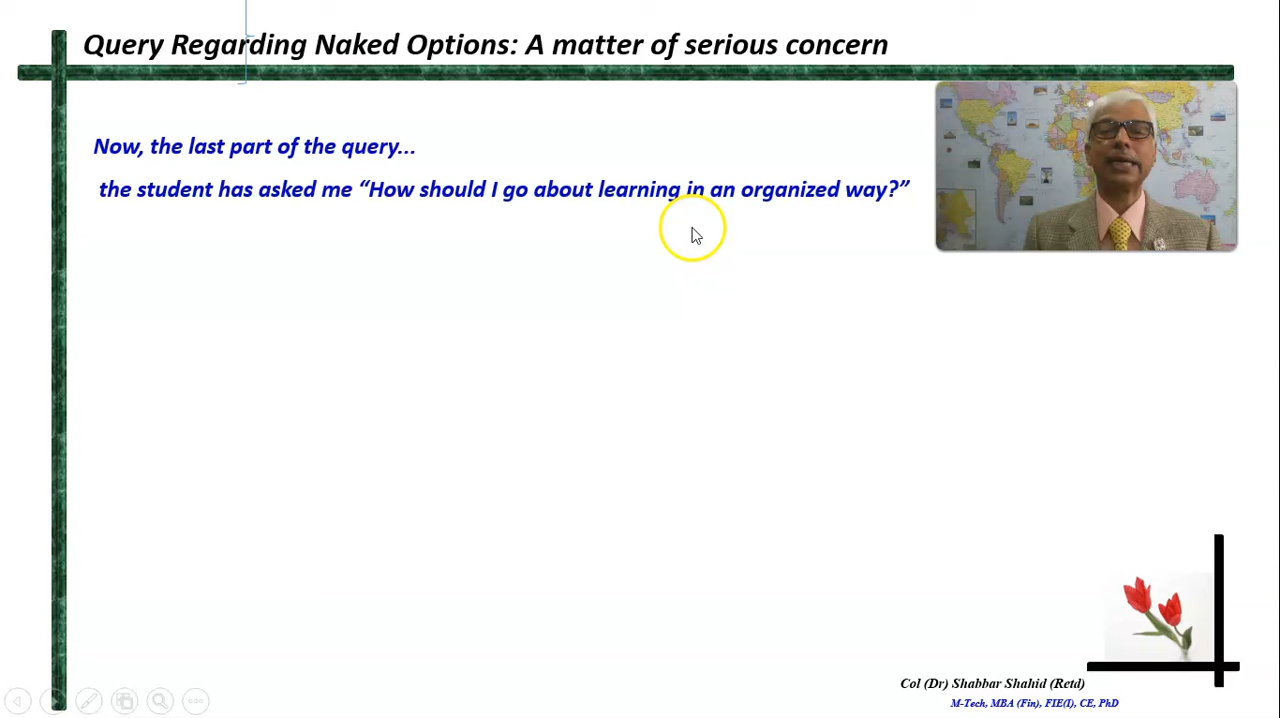 Query Regarding Naked Options: A matter of serious concern
Now, the last part of the query...
the student has asked me “How should I go about learning in an organized way?”
Col (Dr) Shabbar Shahid (Retd)
M-Tech, MBA (Fin), FIE(I), CE, PhD